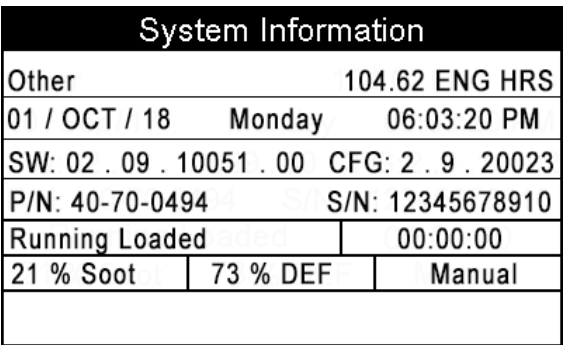 System Information
Other 104.62 ENG HRS
01 / OCT / 18 Monday 06:03:20 PM
SW: 02 . 09 . 10051 . 00 CFG: 2 . 9 . 20023
P/N: 40-70-0494 S/N: 12345678910
Running Loaded 00:00:00
21 % Soot 73 % DEF Manual